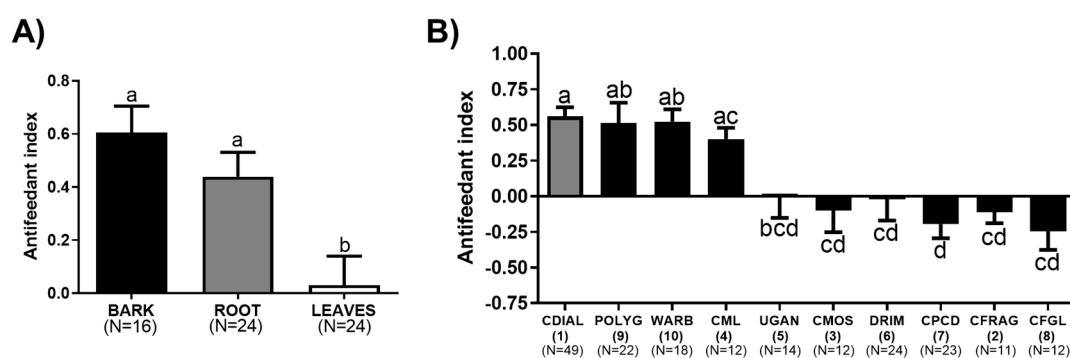 A)
Antifeedant index
0.8
0.6
0.4
0.2
0.0
a
a
b
BARK ROOT LEAVES
(N=16) (N=24) (N=24)
B)
Antifeedant index
1.00
0.75
0.50
0.25
0.00
-0.25
-0.50
-0.75
a ab ab ac
bcd cd cd d cd cd
CDIAL POLYG WARB CML UGAN CMOS DRIM CPCD CFRAG CFGL
(1) (9) (10) (4) (5) (3) (6) (7) (2) (8)
(N=49) (N=22) (N=18) (N=12) (N=14) (N=12) (N=24) (N=23) (N=11) (N=12)